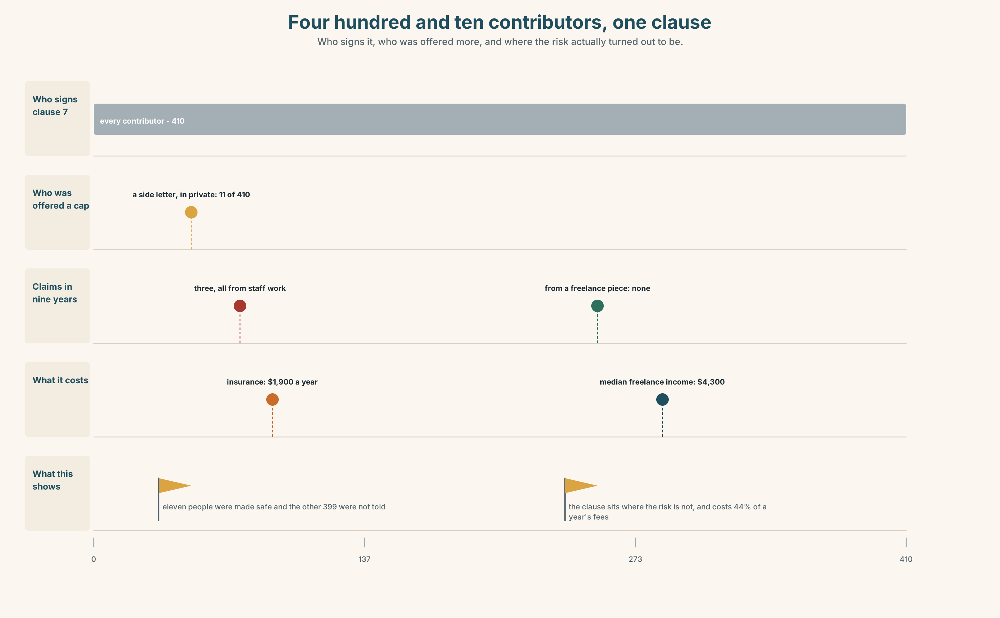 Four hundred and ten contributors, one clause
Who signs it, who was offered more, and where the risk actually turned out to be.
Who signs
clause 7
every contributor - 410
Who was
offered a cap
a side letter, in private: 11 of 410
Claims in
nine years
three, all from staff work
from a freelance piece: none
What it costs
insurance: $1,900 a year
median freelance income: $4,300
What this
shows
eleven people were made safe and the other 399 were not told
the clause sits where the risk is not, and costs 44% of a
year's fees
0
137
273
410